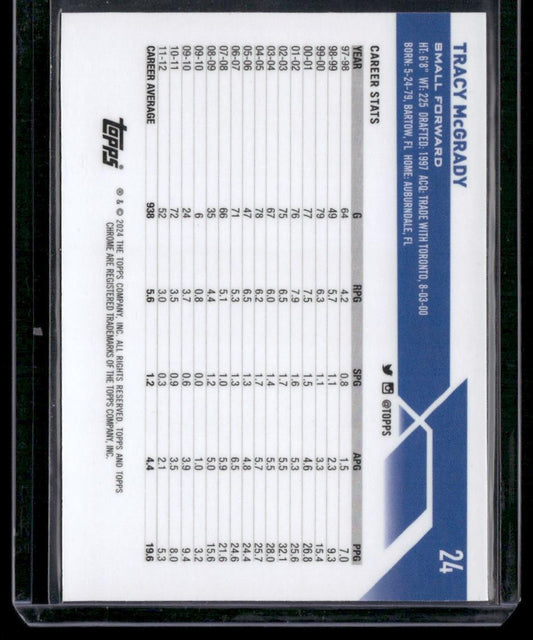 TRACY McGRADY
24
SMALL FORWARD
HT: 6'8" WT: 225 DRAFTED: 1997 ACQ: TRADE WITH TORONTO, 8-03-00
BORN: 5-24-79, BARTOW, FL HOME: AUBURNDALE, FL
@TOPPS
CAREER STATS
YEAR G RPG SPG APG PPG
97-98 64 4.2 0.8 1.5 7.0
98-99 49 5.7 1.1 2.3 9.3
99-00 79 6.3 1.1 3.3 15.4
00-01 77 7.5 1.5 4.6 26.8
01-02 76 7.9 1.6 5.3 25.6
02-03 75 6.5 1.7 5.5 32.1
03-04 67 6.0 1.4 5.5 28.0
04-05 78 6.2 1.7 5.7 25.7
05-06 47 6.5 1.3 4.8 24.4
06-07 71 5.3 1.3 6.5 24.6
07-08 66 5.1 1.0 5.9 21.6
08-09 35 4.4 1.2 5.0 15.6
09-10 6 0.8 0.0 1.0 3.2
09-10 24 3.7 0.6 3.9 9.4
10-11 72 3.5 0.9 3.5 8.0
11-12 52 3.0 0.3 2.1 5.3
CAREER AVERAGE 938 5.6 1.2 4.4 19.6
topps
® & © 2024 THE TOPPS COMPANY, INC. ALL RIGHTS RESERVED. TOPPS AND TOPPS
CHROME ARE REGISTERED TRADEMARKS OF THE TOPPS COMPANY, INC.